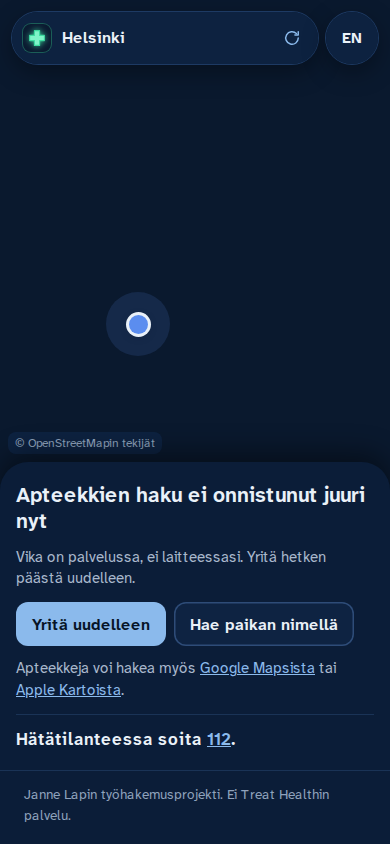 Helsinki
EN
© OpenStreetMapin tekijät
Apteekkien haku ei onnistunut juuri
nyt
Vika on palvelussa, ei laitteessasi. Yritä hetken
päästä uudelleen.
Yritä uudelleen
Hae paikan nimellä
Apteekkeja voi hakea myös Google Mapsista tai
Apple Kartoista.
Hätätilanteessa soita 112.
Janne Lapin työhakemusprojekti. Ei Treat Healthin
palvelu.